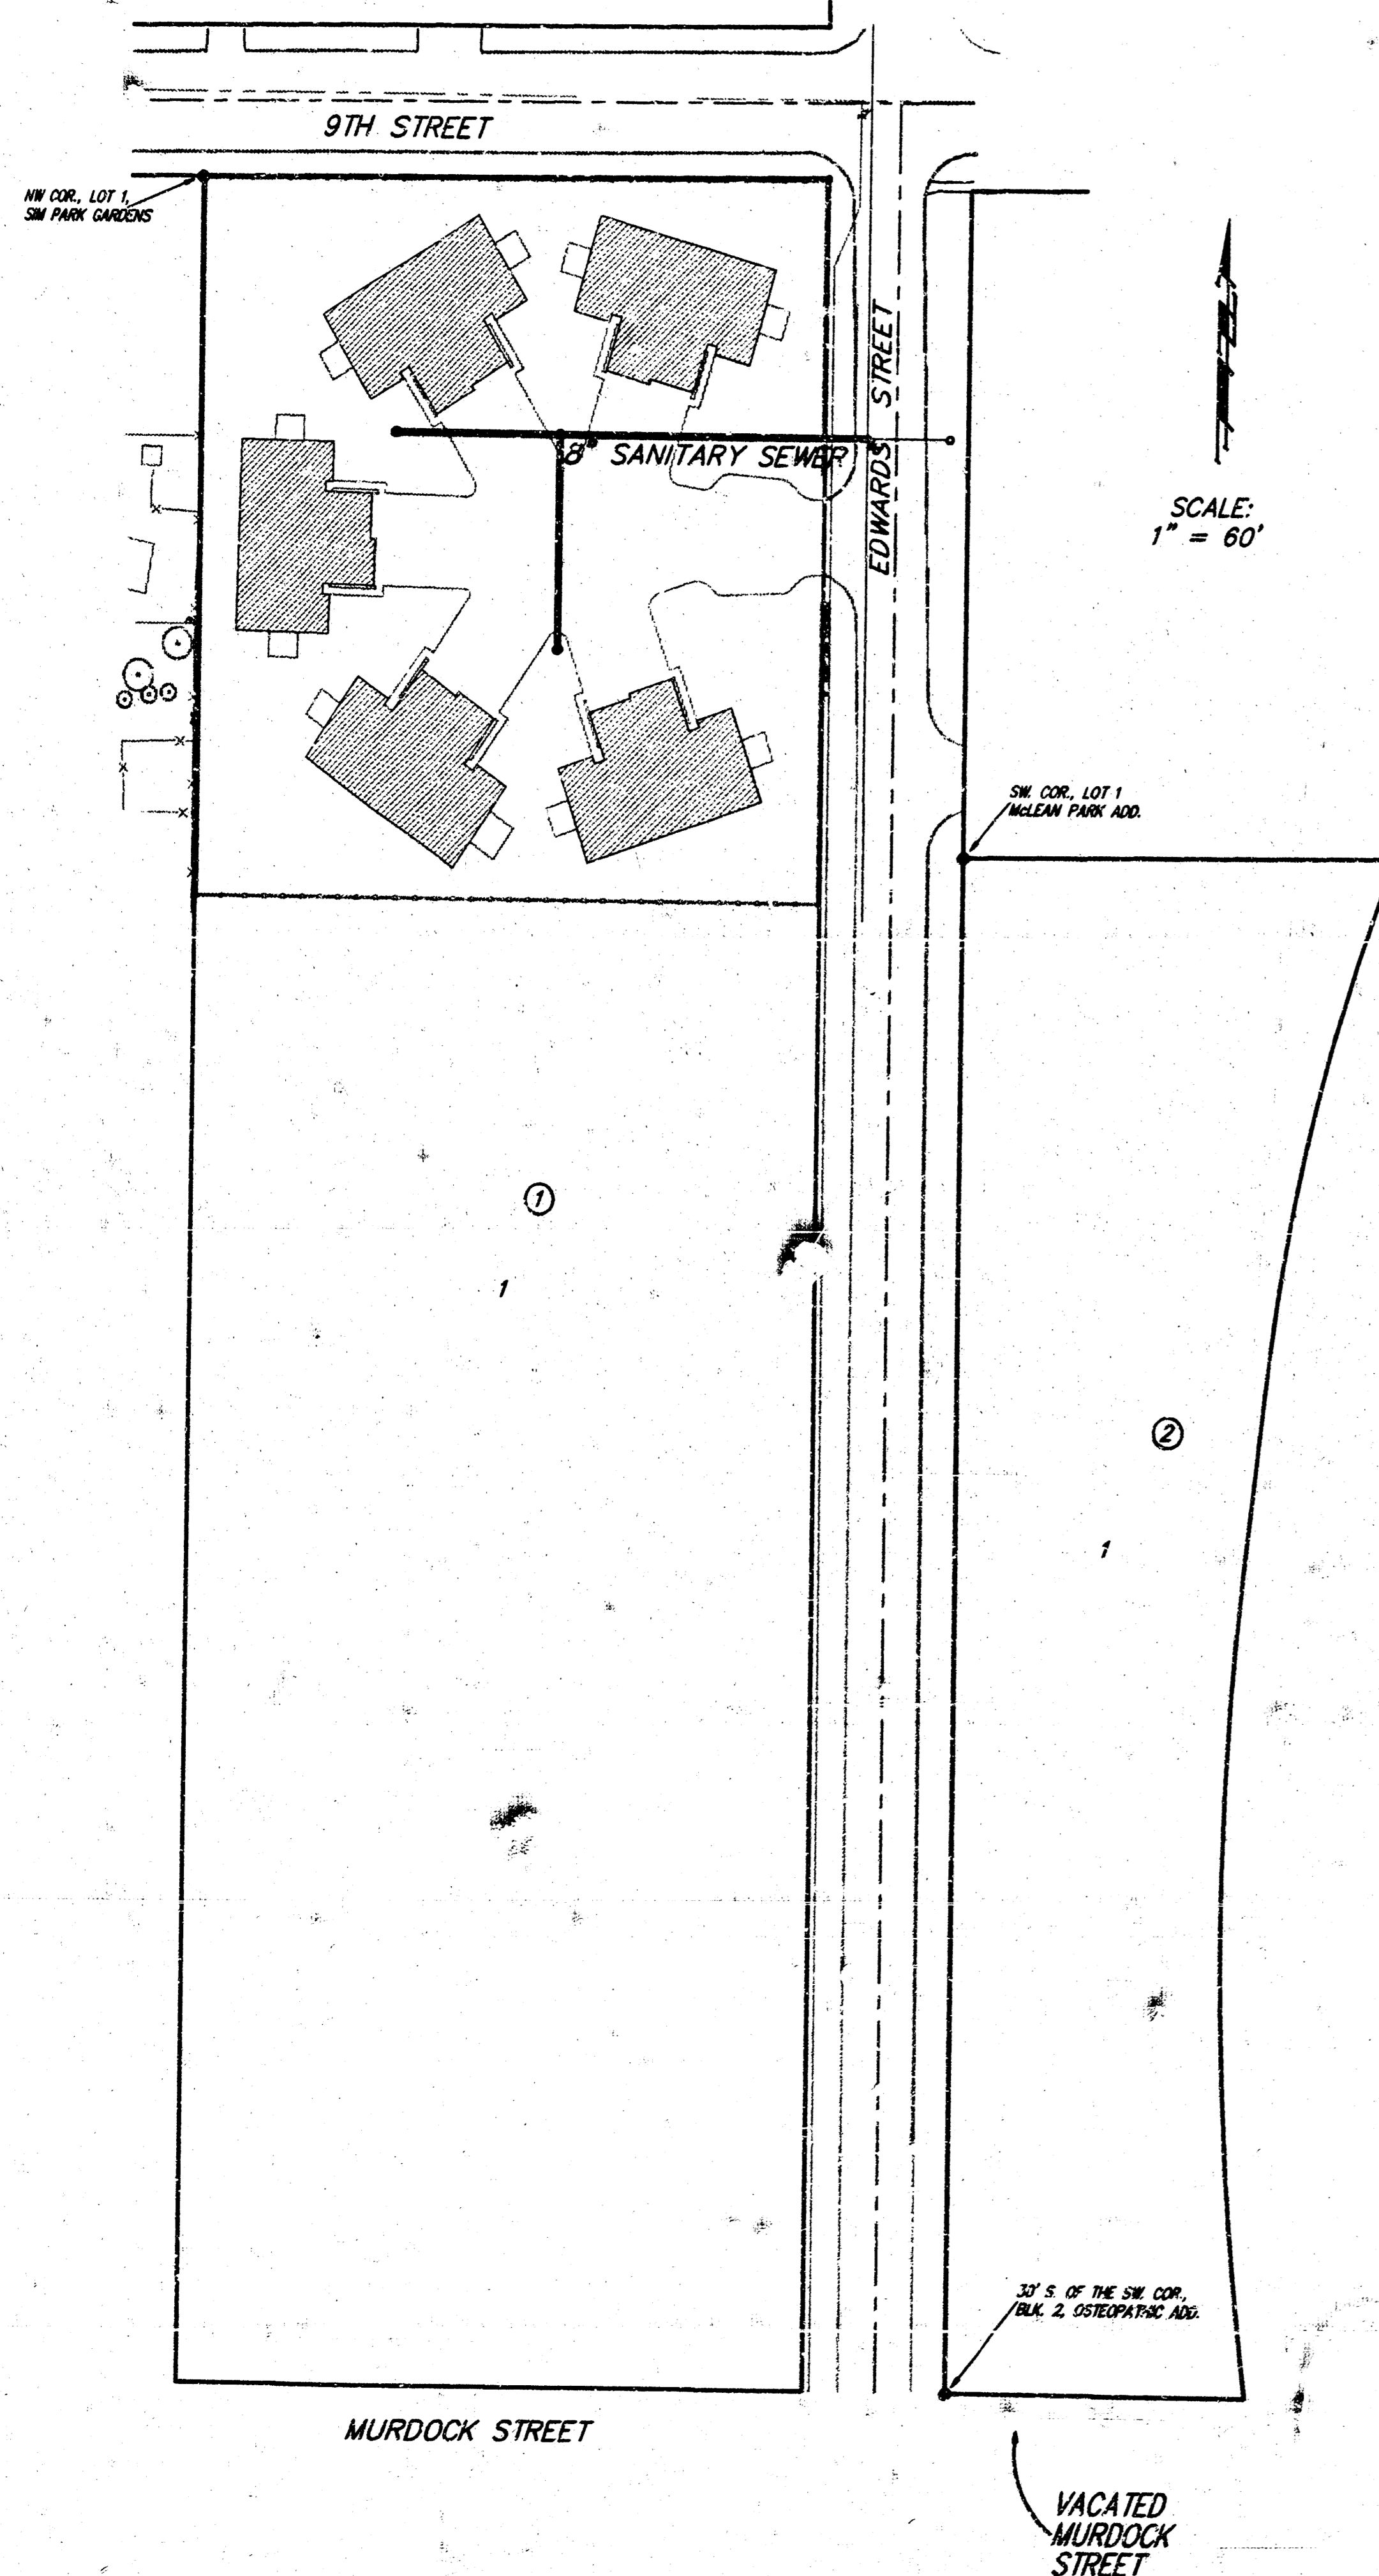 9TH STREET
NW COR., LOT 1,
SIM PARK GARDENS
EDWARDS STREET
8" SANITARY SEWER
SCALE:
1" = 60'
SW. COR., LOT 1
McLEAN PARK ADD.
1
1
2
1
30' S. OF THE SW. COR.,
BLK. 2, OSTEOPATHIC ADD.
MURDOCK STREET
VACATED
MURDOCK
STREET